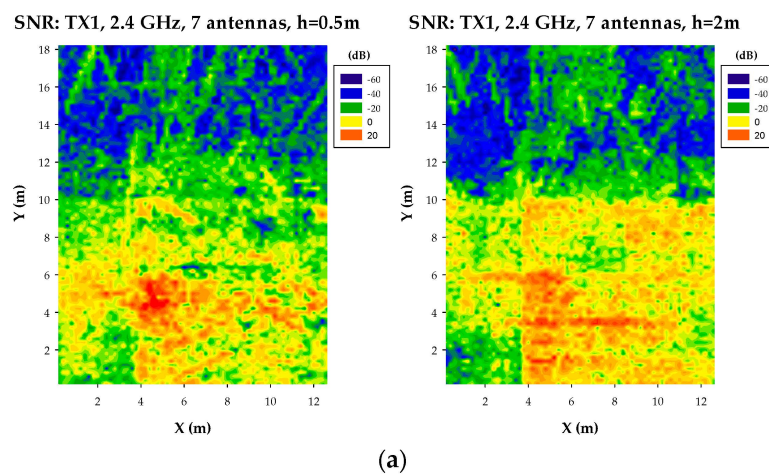 SNR: TX1, 2.4 GHz, 7 antennas, h=0.5m
18
16
14
12
10
8
6
4
2
Y (m)
2 4 6 8 10 12
X (m)
(dB)
-60
-40
-20
0
20
SNR: TX1, 2.4 GHz, 7 antennas, h=2m
18
16
14
12
10
8
6
4
2
Y (m)
2 4 6 8 10 12
X (m)
(dB)
-60
-40
-20
0
20
(a)